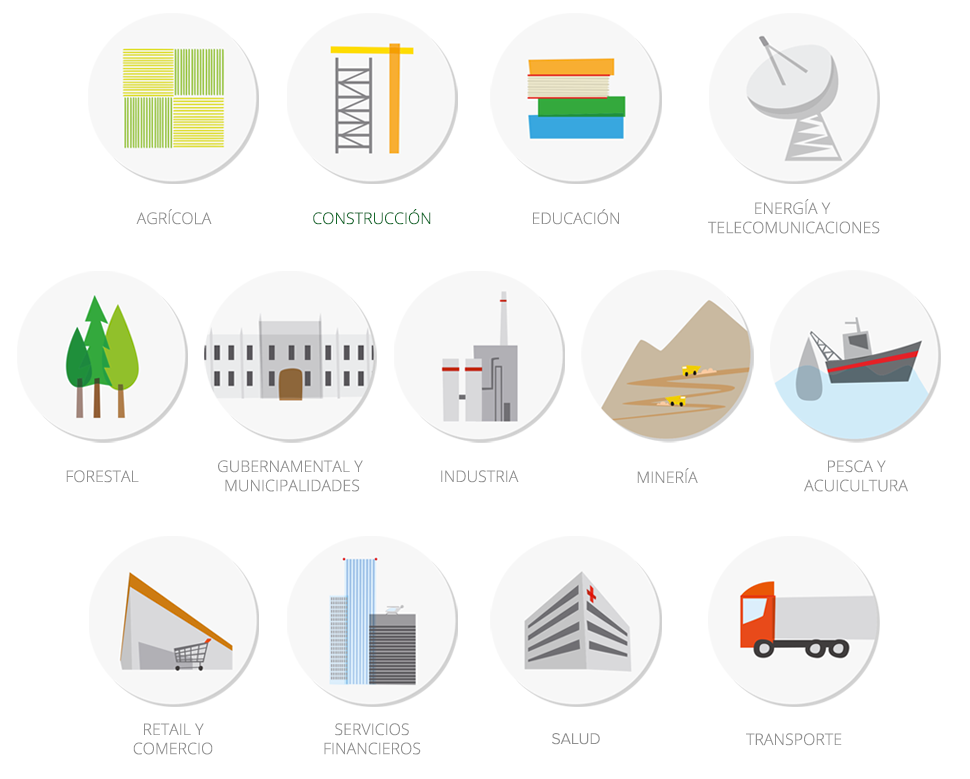 AGRÍCOLA
CONSTRUCCIÓN
EDUCACIÓN
ENERGÍA Y
TELECOMUNICACIONES
FORESTAL
GUBERNAMENTAL Y
MUNICIPALIDADES
INDUSTRIA
MINERÍA
PESCA Y
ACUICULTURA
RETAIL Y
COMERCIO
SERVICIOS
FINANCIEROS
SALUD
TRANSPORTE